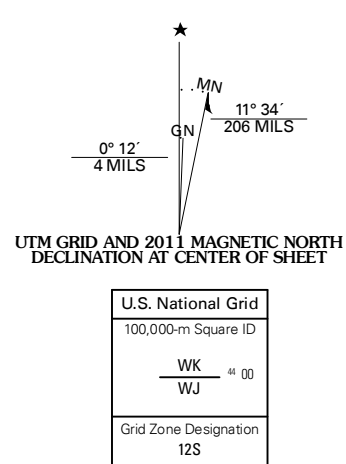 ★
MN
11° 34´
206 MILS
GN
0° 12´
4 MILS
UTM GRID AND 2011 MAGNETIC NORTH
DECLINATION AT CENTER OF SHEET
U.S. National Grid
100,000-m Square ID
WK
44 00
WJ
Grid Zone Designation
12S